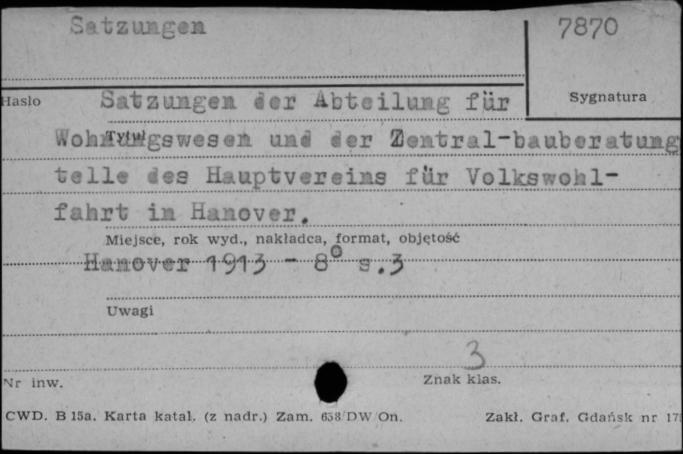 Satzungen 7870
Hasło Satzungen der Abteilung für Sygnatura
Tytuł
Wohnungswesen und der Zentral-bauberatung
telle des Hauptvereins für Volkswohl-
fahrt in Hanover.
Miejsce, rok wyd., nakładca, format, objętość
Hanover 1913 - 8° s.3
Uwagi
3
Nr inw. Znak klas.
CWD. B 15a. Karta katal. (z nadr.) Zam. 658/DW/On. Zakł. Graf. Gdańsk nr